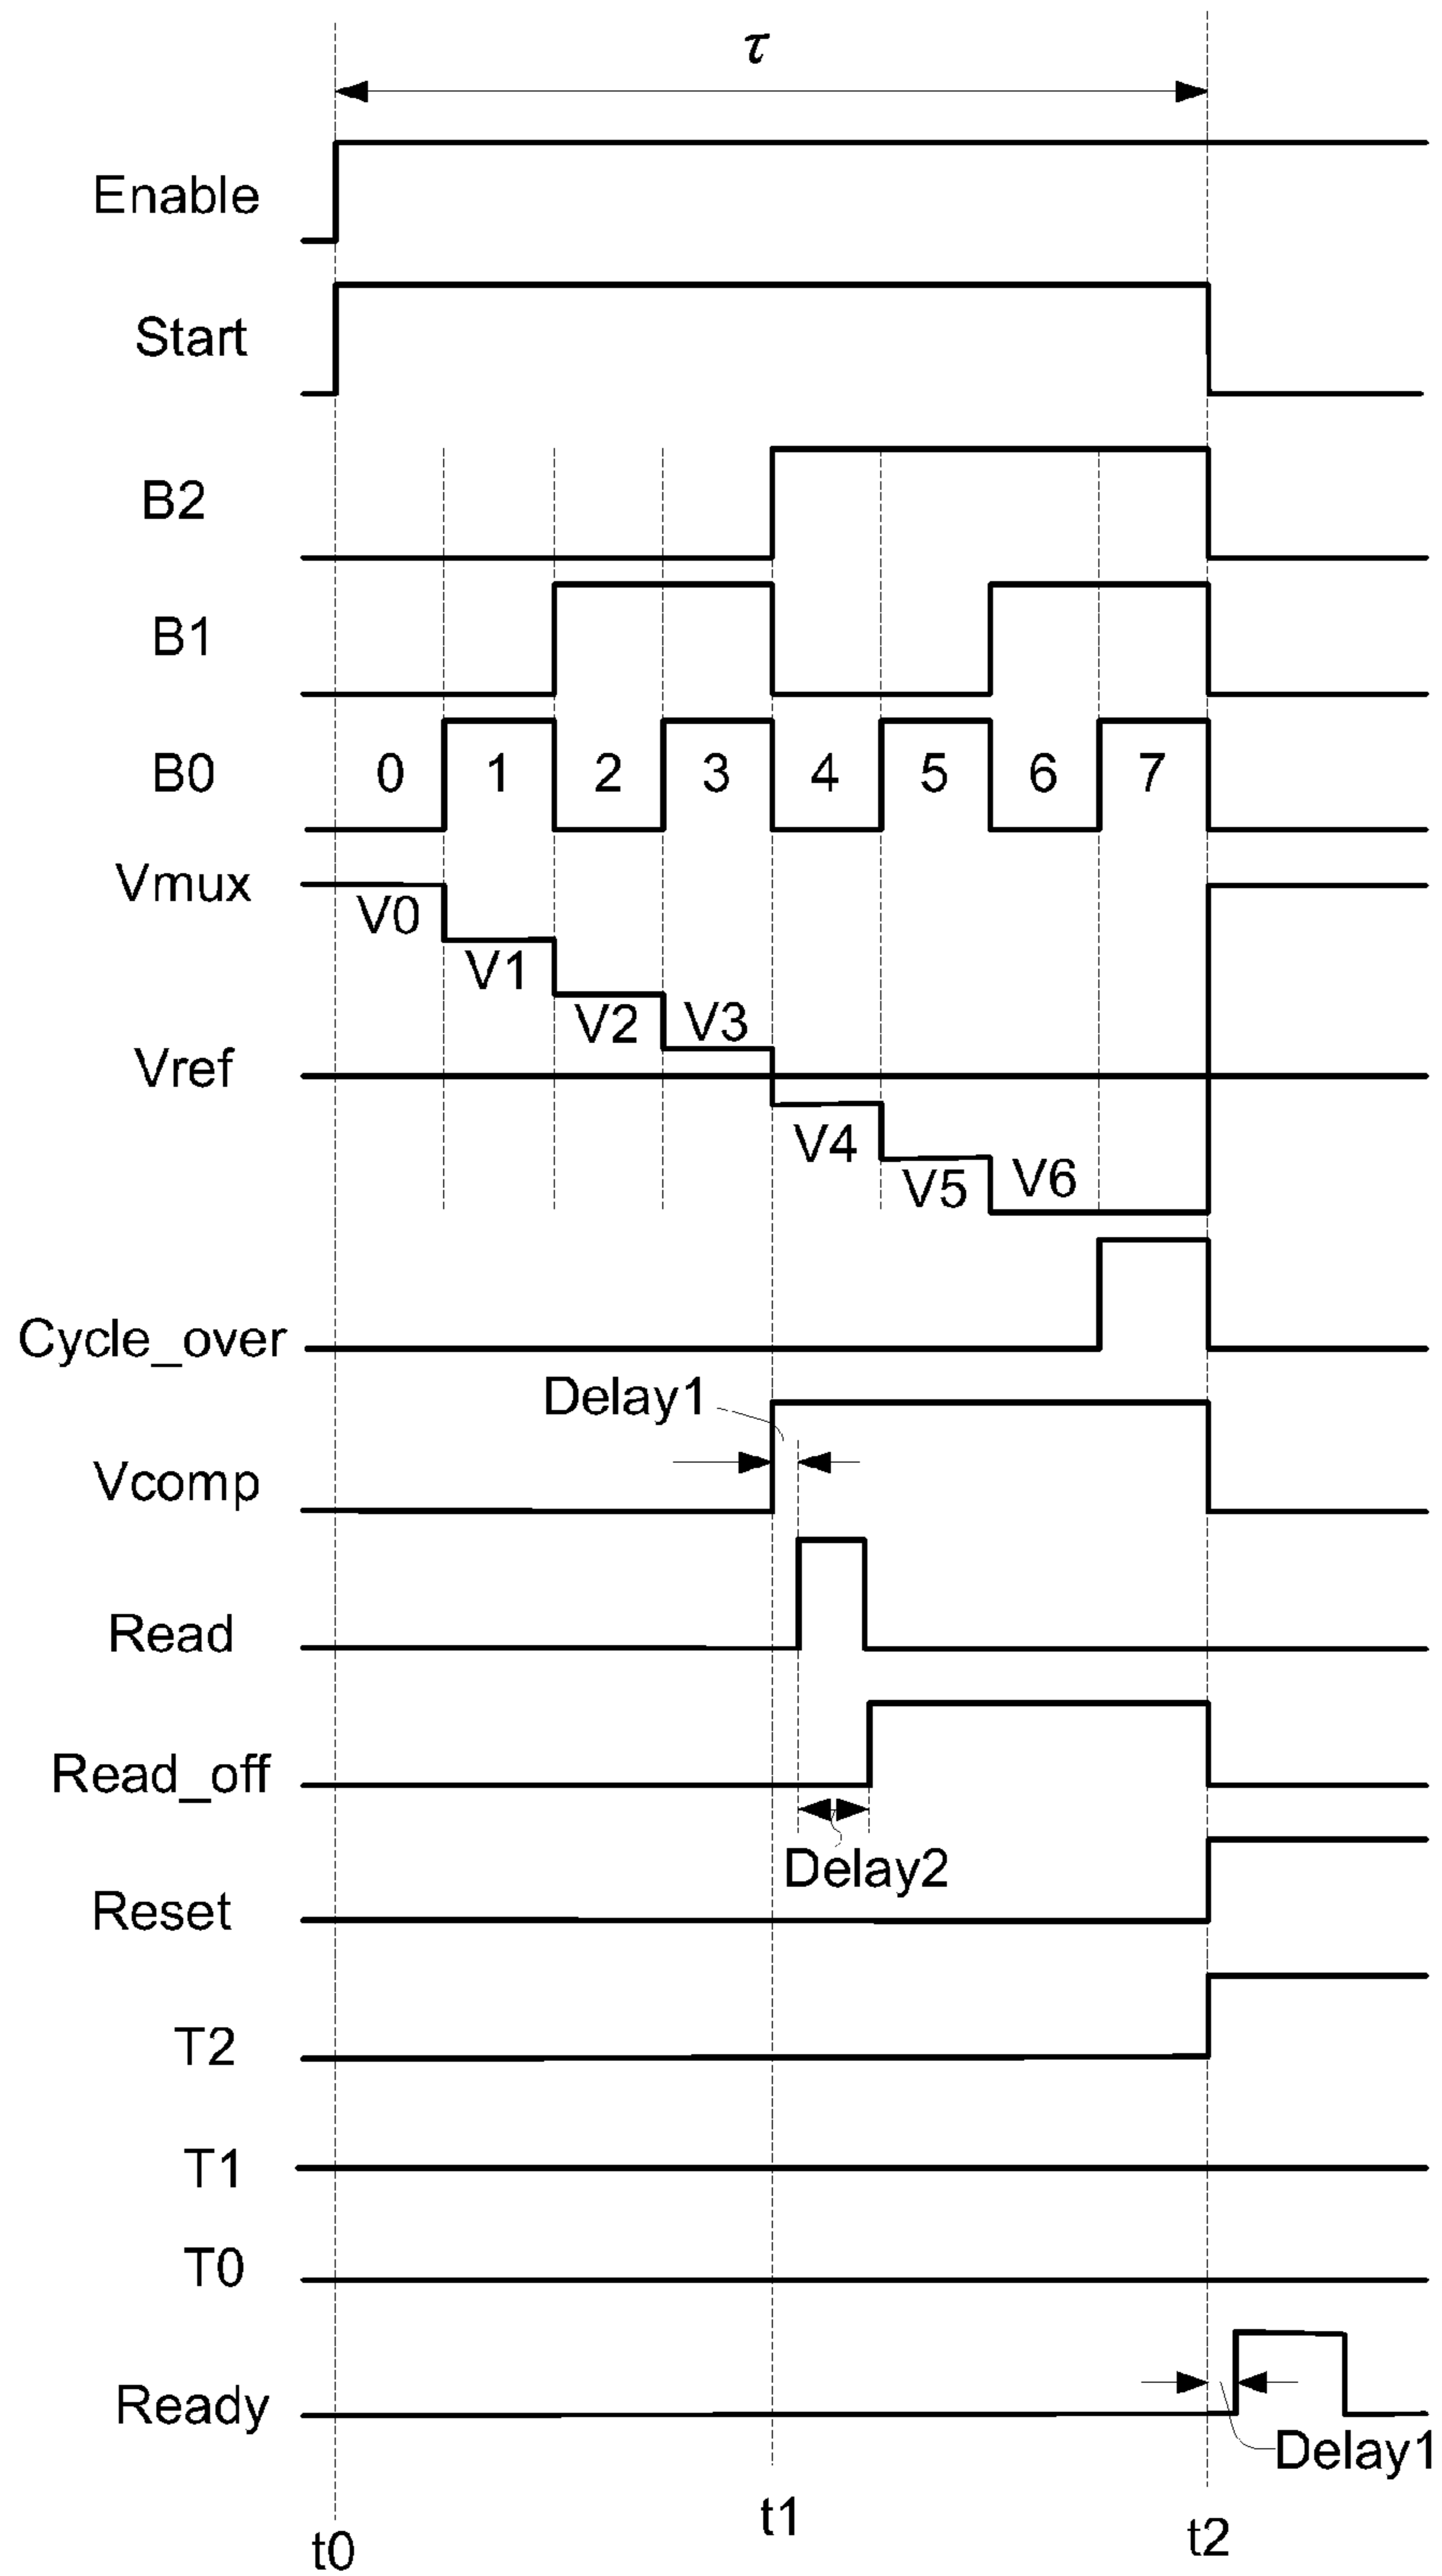 τ
Enable
Start
B2
B1
B0 0 1 2 3 4 5 6 7
Vmux
V0
V1
V2 V3
Vref
V4
V5 V6
Cycle_over
Delay1
Vcomp
Read
Read_off
Delay2
Reset
T2
T1
T0
Ready
Delay1
t0 t1 t2